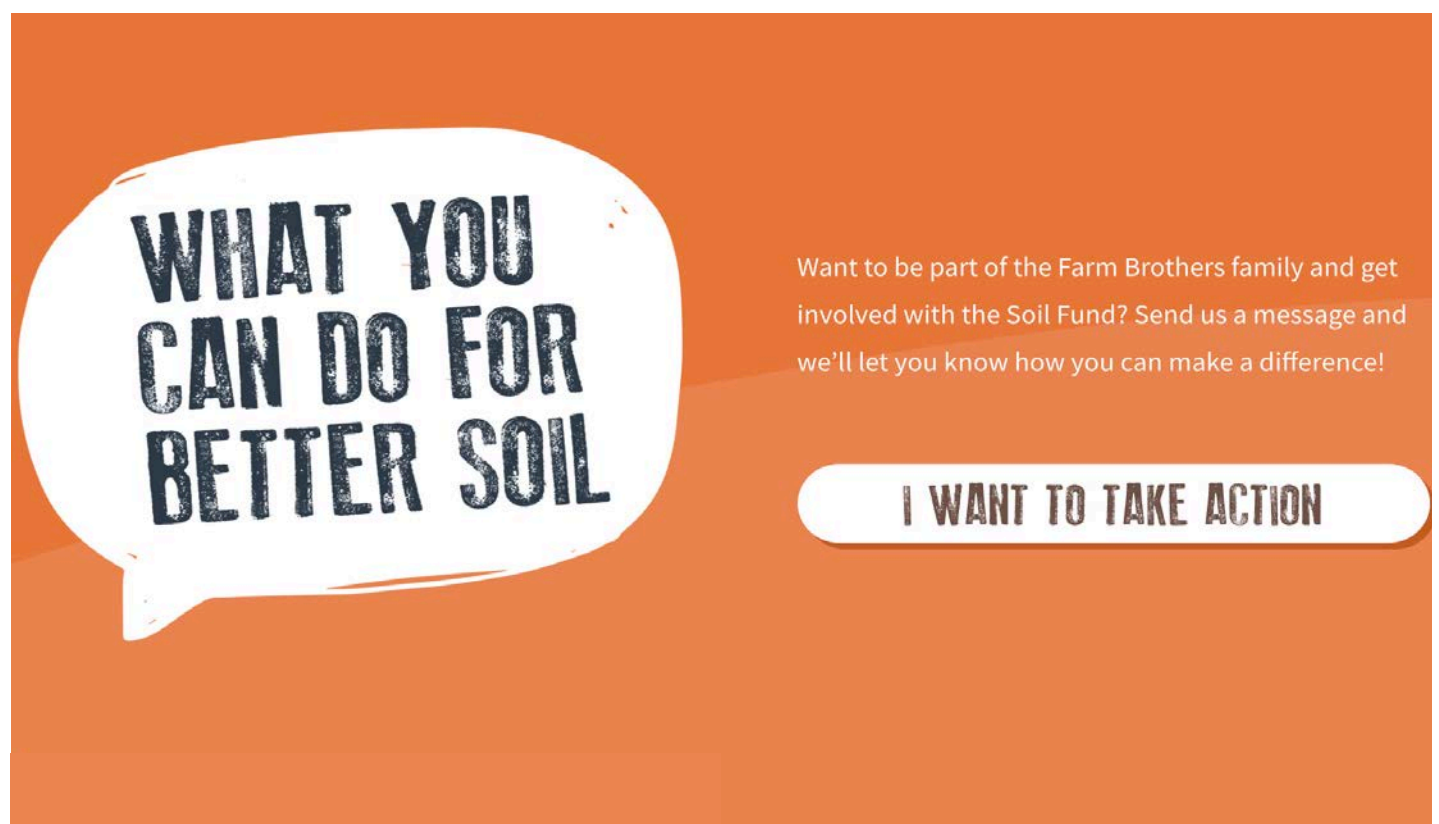 WHAT YOU
CAN DO FOR
BETTER SOIL
Want to be part of the Farm Brothers family and get
involved with the Soil Fund? Send us a message and
we’ll let you know how you can make a difference!
I WANT TO TAKE ACTION